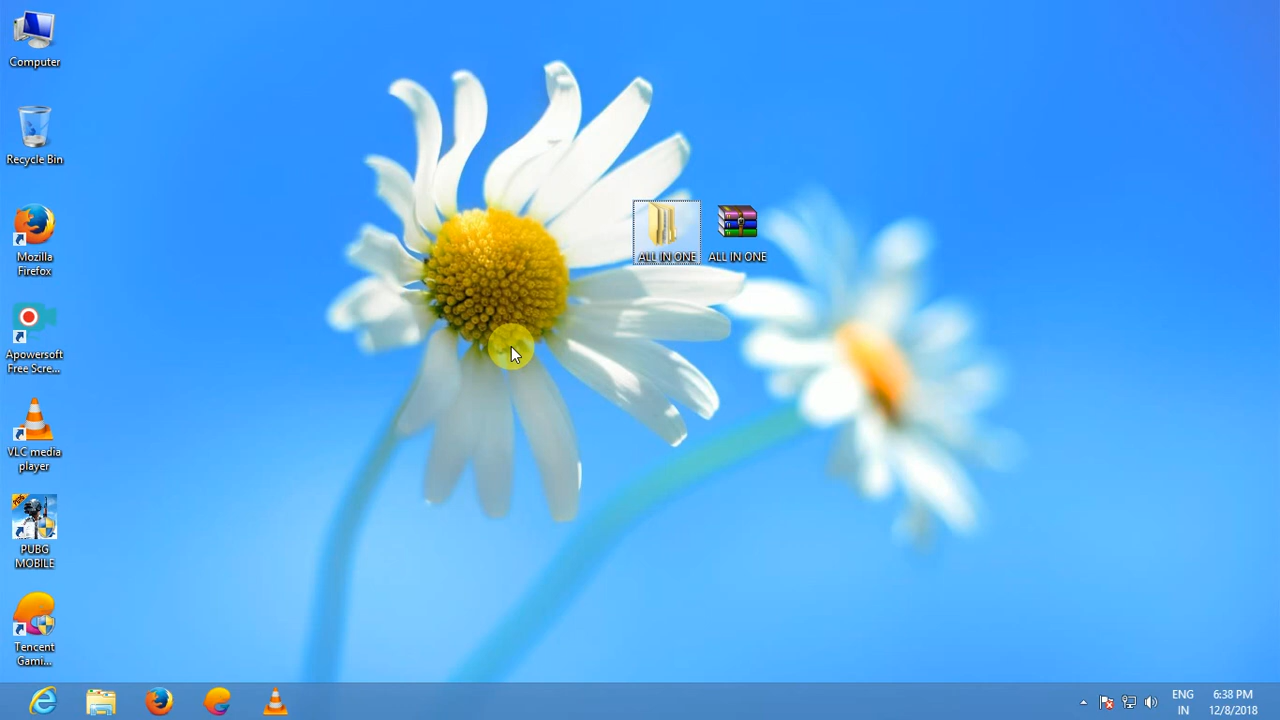 Computer
Recycle Bin
Mozilla
Firefox
Apowersoft
Free Scre...
VLC media
player
PUBG
MOBILE
Tencent
Gami...
ALL IN ONE
ALL IN ONE
ENG
IN
6:38 PM
12/8/2018